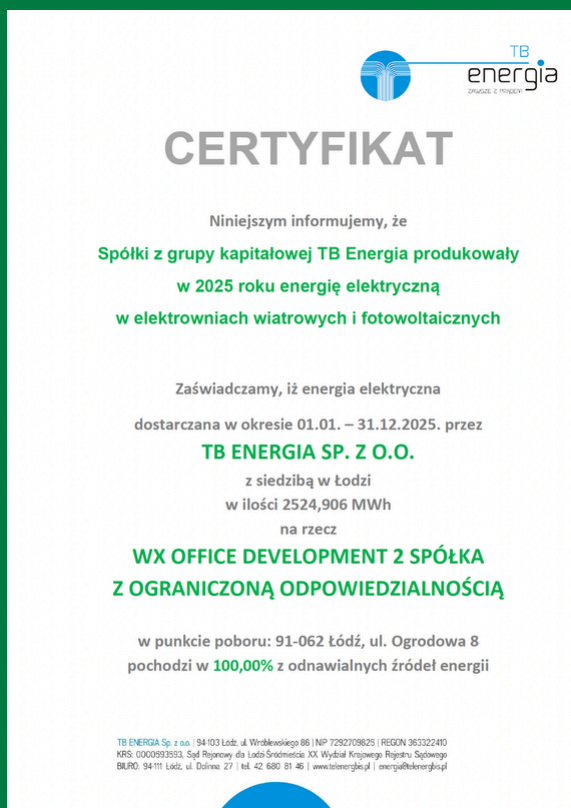 TB
energia
ZAWSZE Z PRĄDEM
CERTYFIKAT
Niniejszym informujemy, że
Spółki z grupy kapitałowej TB Energia produkowały
w 2025 roku energię elektryczną
w elektrowniach wiatrowych i fotowoltaicznych
Zaświadczamy, iż energia elektryczna
dostarczana w okresie 01.01. – 31.12.2025. przez
TB ENERGIA SP. Z O.O.
z siedzibą w Łodzi
w ilości 2524,906 MWh
na rzecz
WX OFFICE DEVELOPMENT 2 SPÓŁKA
Z OGRANICZONĄ ODPOWIEDZIALNOŚCIĄ
w punkcie poboru: 91-062 Łódź, ul. Ogrodowa 8
pochodzi w 100,00% z odnawialnych źródeł energii
TB ENERGIA Sp. z o.o. | 94-103 Łódź, ul. Wróblewskiego 86 | NIP 7292709825 | REGON 363322410
KRS: 0000593593, Sąd Rejonowy dla Łodzi-Śródmieścia XX Wydział Krajowego Rejestru Sądowego
BIURO: 94-111 Łódź, ul. Dolinna 27 | tel. 42 680 81 46 | www.telenergbis.pl | energia@telenergbis.pl